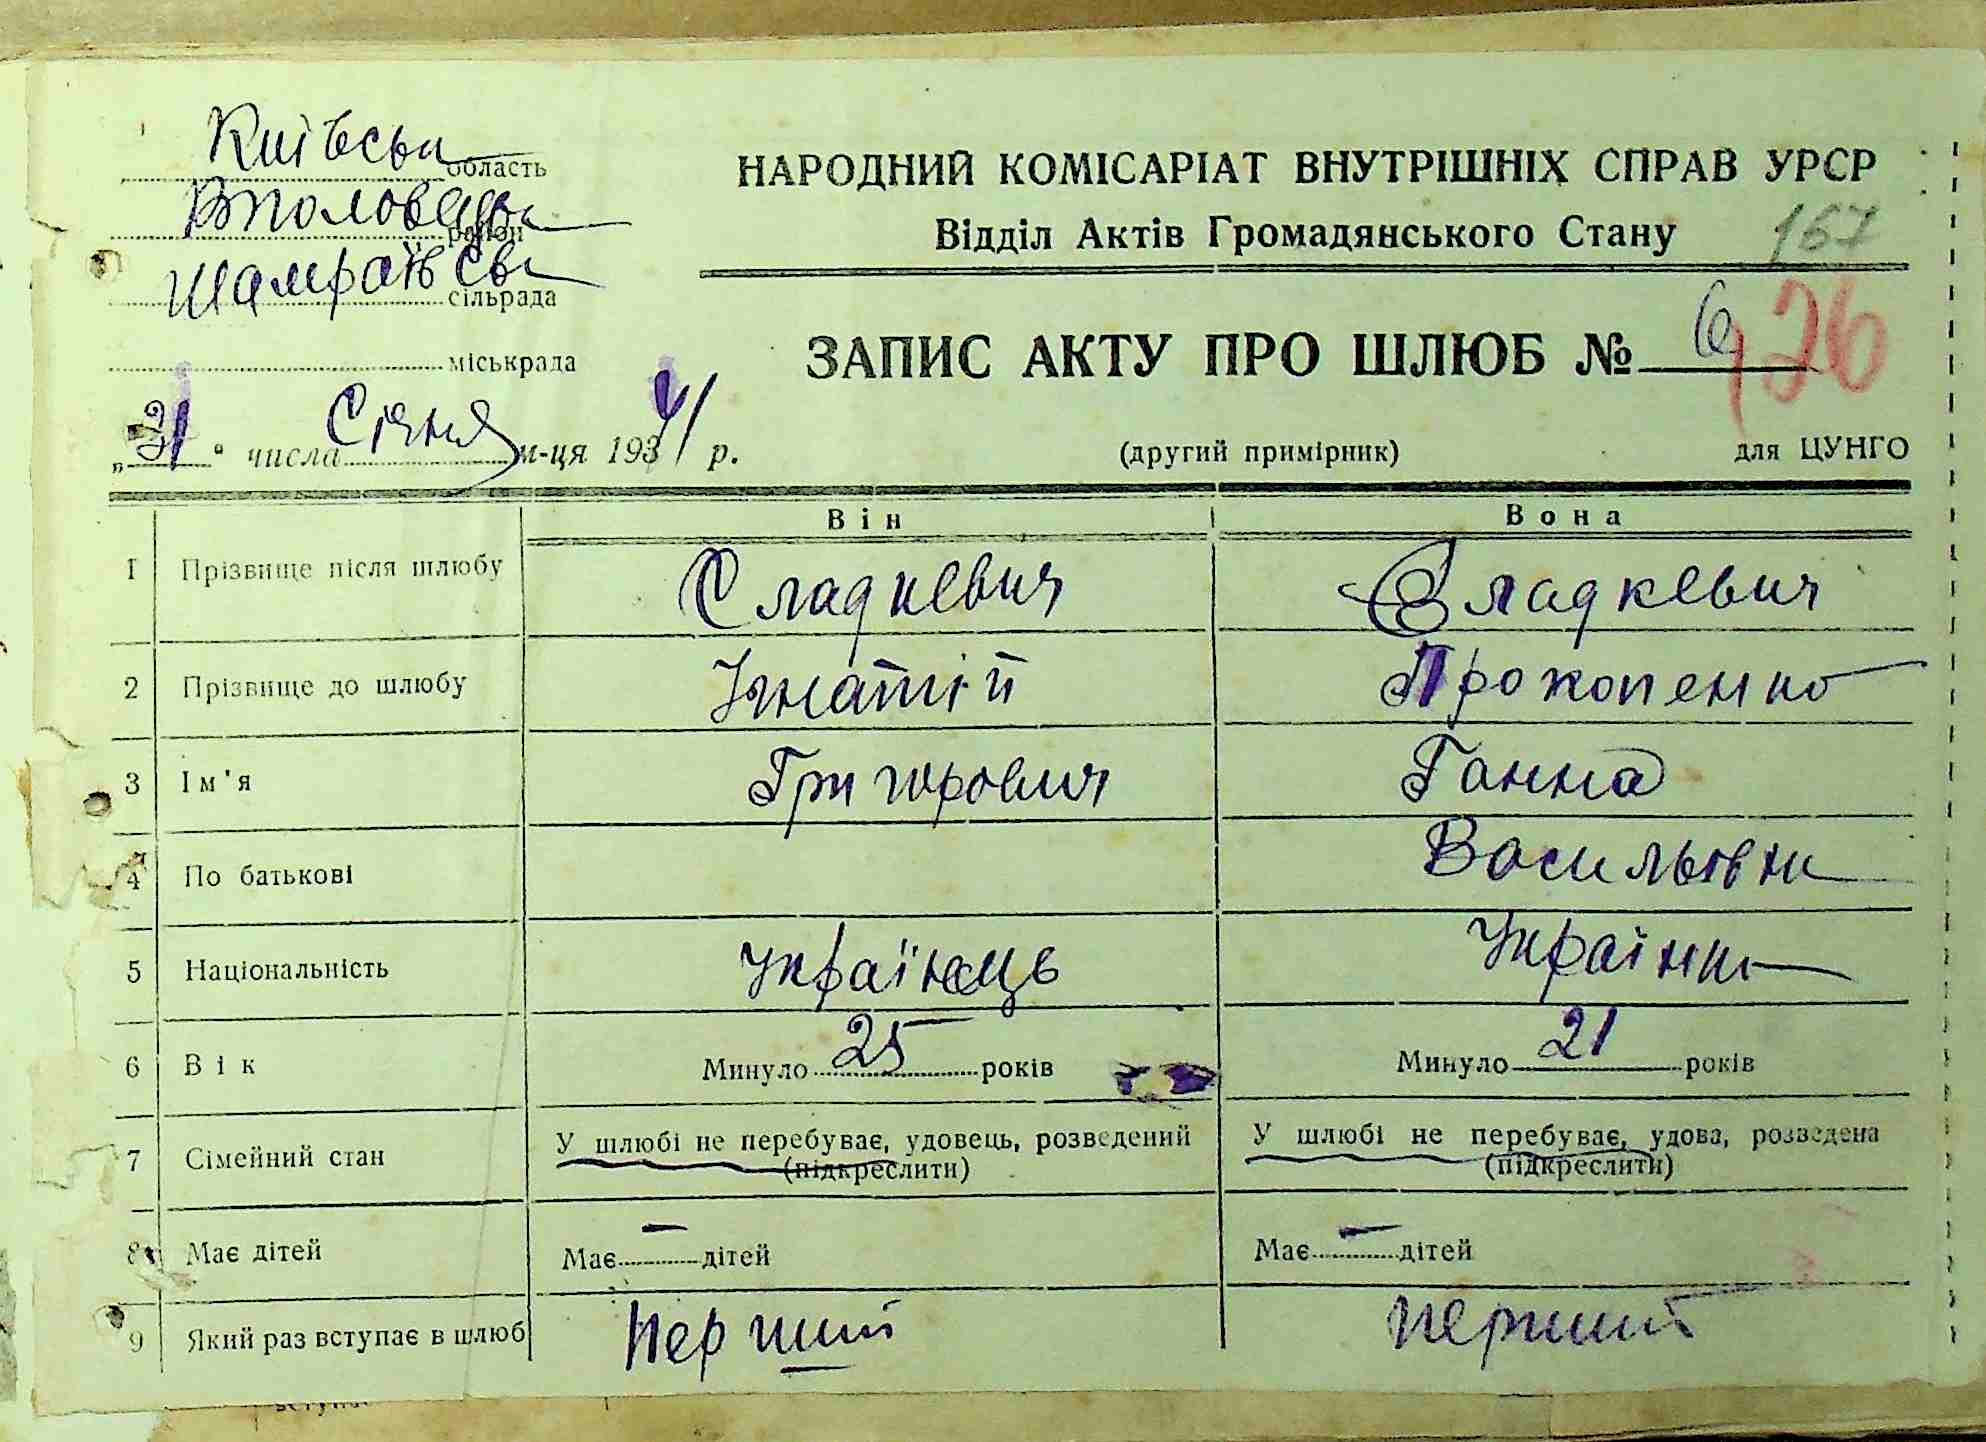 Київська область
Вполовецьк район
Шамраївсьв сільрада
міськрада
„31“ числа Січня м-ця 1941 р.
НАРОДНИЙ КОМІСАРІАТ ВНУТРІШНІХ СПРАВ УРСР
Відділ Актів Громадянського Стану
167
ЗАПИС АКТУ ПРО ШЛЮБ № 6
126
(другий примірник) для ЦУНГО
Він Вона
1 Прізвище після шлюбу Сладкевич Сладкевич
2 Прізвище до шлюбу Ігнатій Прокопенко
3 Ім'я Григорович Ганна
4 По батькові Васильівна
5 Національність Українець Українка
6 Вік Минуло 25 років Минуло 21 років
7 Сімейний стан У шлюбі не перебуває, удовець, розведений У шлюбі не перебуває, удова, розведена
(підкреслити) (підкреслити)
8 Має дітей Має — дітей Має — дітей
9 Який раз вступає в шлюб Перший перший